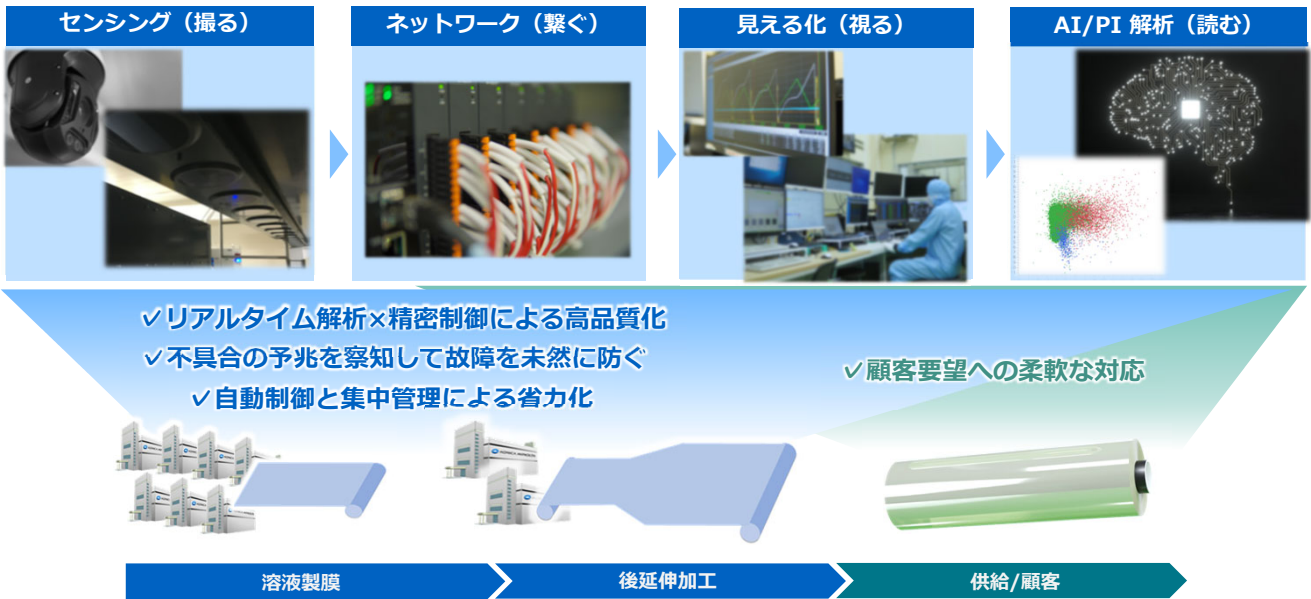 センシング（撮る）
ネットワーク（繋ぐ）
見える化（視る）
AI/PI 解析（読む）
✓リアルタイム解析×精密制御による高品質化
✓不具合の予兆を察知して故障を未然に防ぐ
✓自動制御と集中管理による省力化
✓顧客要望への柔軟な対応
KONICA MINOLTA
溶液製膜
後延伸加工
供給/顧客